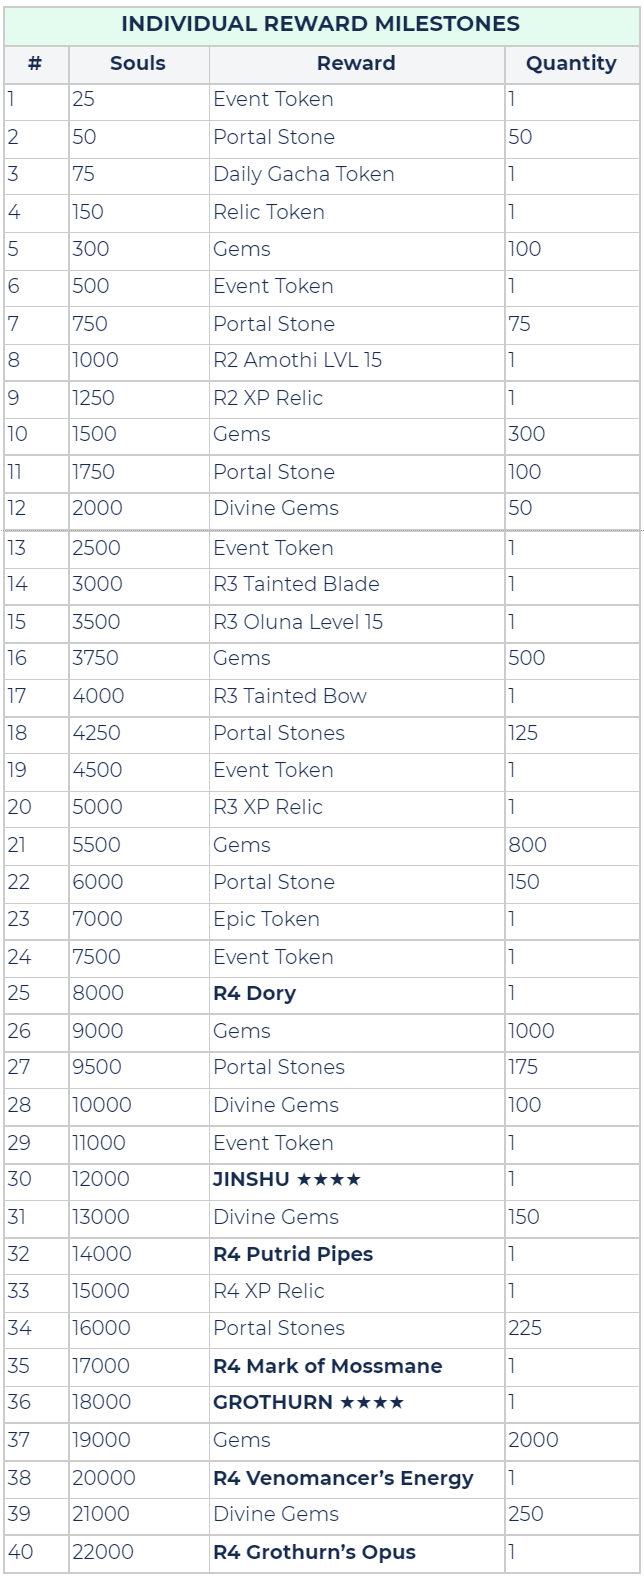 INDIVIDUAL REWARD MILESTONES
# Souls Reward Quantity
1 25 Event Token 1
2 50 Portal Stone 50
3 75 Daily Gacha Token 1
4 150 Relic Token 1
5 300 Gems 100
6 500 Event Token 1
7 750 Portal Stone 75
8 1000 R2 Amothi LVL 15 1
9 1250 R2 XP Relic 1
10 1500 Gems 300
11 1750 Portal Stone 100
12 2000 Divine Gems 50
13 2500 Event Token 1
14 3000 R3 Tainted Blade 1
15 3500 R3 Oluna Level 15 1
16 3750 Gems 500
17 4000 R3 Tainted Bow 1
18 4250 Portal Stones 125
19 4500 Event Token 1
20 5000 R3 XP Relic 1
21 5500 Gems 800
22 6000 Portal Stone 150
23 7000 Epic Token 1
24 7500 Event Token 1
25 8000 R4 Dory 1
26 9000 Gems 1000
27 9500 Portal Stones 175
28 10000 Divine Gems 100
29 11000 Event Token 1
30 12000 JINSHU ★★★★ 1
31 13000 Divine Gems 150
32 14000 R4 Putrid Pipes 1
33 15000 R4 XP Relic 1
34 16000 Portal Stones 225
35 17000 R4 Mark of Mossmane 1
36 18000 GROTHURN ★★★★ 1
37 19000 Gems 2000
38 20000 R4 Venomancer’s Energy 1
39 21000 Divine Gems 250
40 22000 R4 Grothurn’s Opus 1